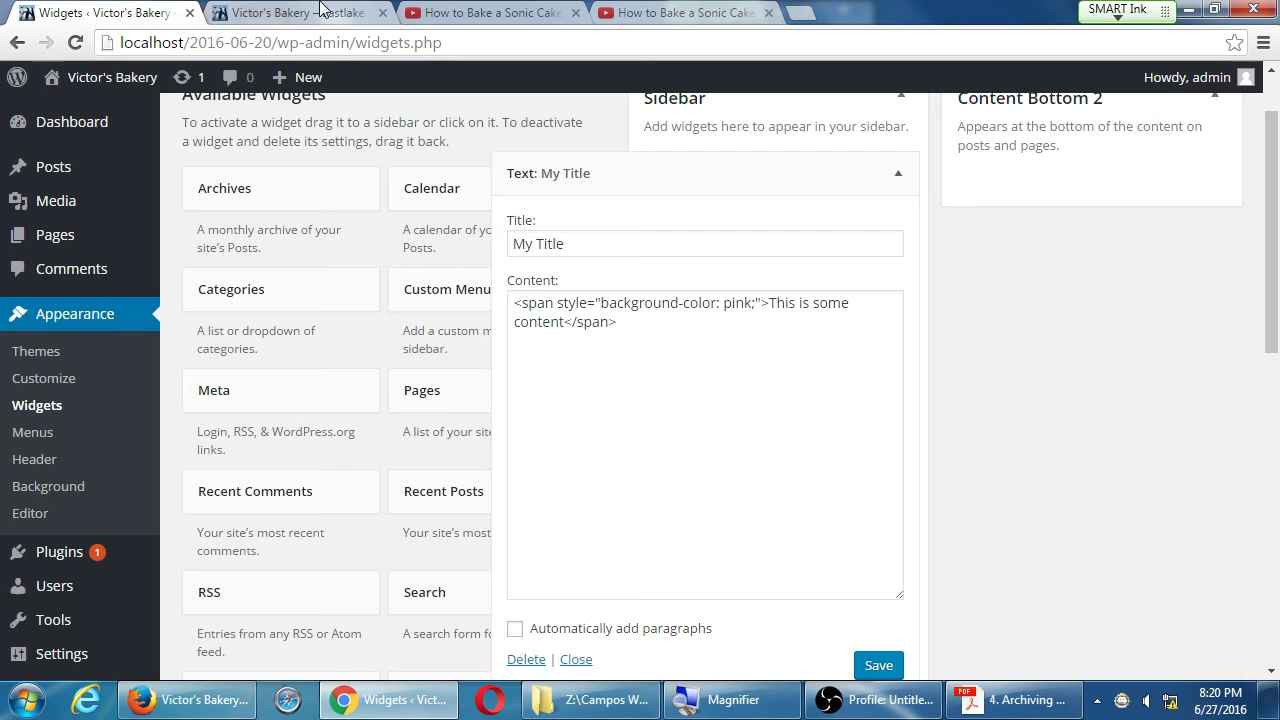 Widgets ‹ Victor's Bakery -
Victor's Bakery –
astlake
How to Bake a Sonic Cake
How to Bake a Sonic Cake
SMART Ink
localhost/2016-06-20/wp-admin/widgets.php
Victor's Bakery
1
0
New
Howdy, admin
Available Widgets
To activate a widget drag it to a sidebar or click on it. To deactivate
a widget and delete its settings, drag it back.
Sidebar
Add widgets here to appear in your sidebar.
Content Bottom 2
Appears at the bottom of the content on
posts and pages.
Dashboard
Posts
Media
Pages
Comments
Appearance
Themes
Customize
Widgets
Menus
Header
Background
Editor
Plugins 1
Users
Tools
Settings
Archives
A monthly archive of your
site's Posts.
Calendar
A calendar of y
Posts.
Categories
A list or dropdown of
categories.
Custom Menu
Add a custom m
sidebar.
Meta
Login, RSS, & WordPress.org
links.
Pages
A list of your site
Recent Comments
Your site's most recent
comments.
Recent Posts
Your site's most
RSS
Entries from any RSS or Atom
feed.
Search
A search form fo
Text: My Title
Title:
My Title
Content:
<span style="background-color: pink;">This is some
content</span>
Automatically add paragraphs
Delete | Close
Save
Victor's Bakery...
Widgets ‹ Vict...
Z:\Campos W...
Magnifier
Profile: Untitle...
PDF
4. Archiving ...
8:20 PM
6/27/2016